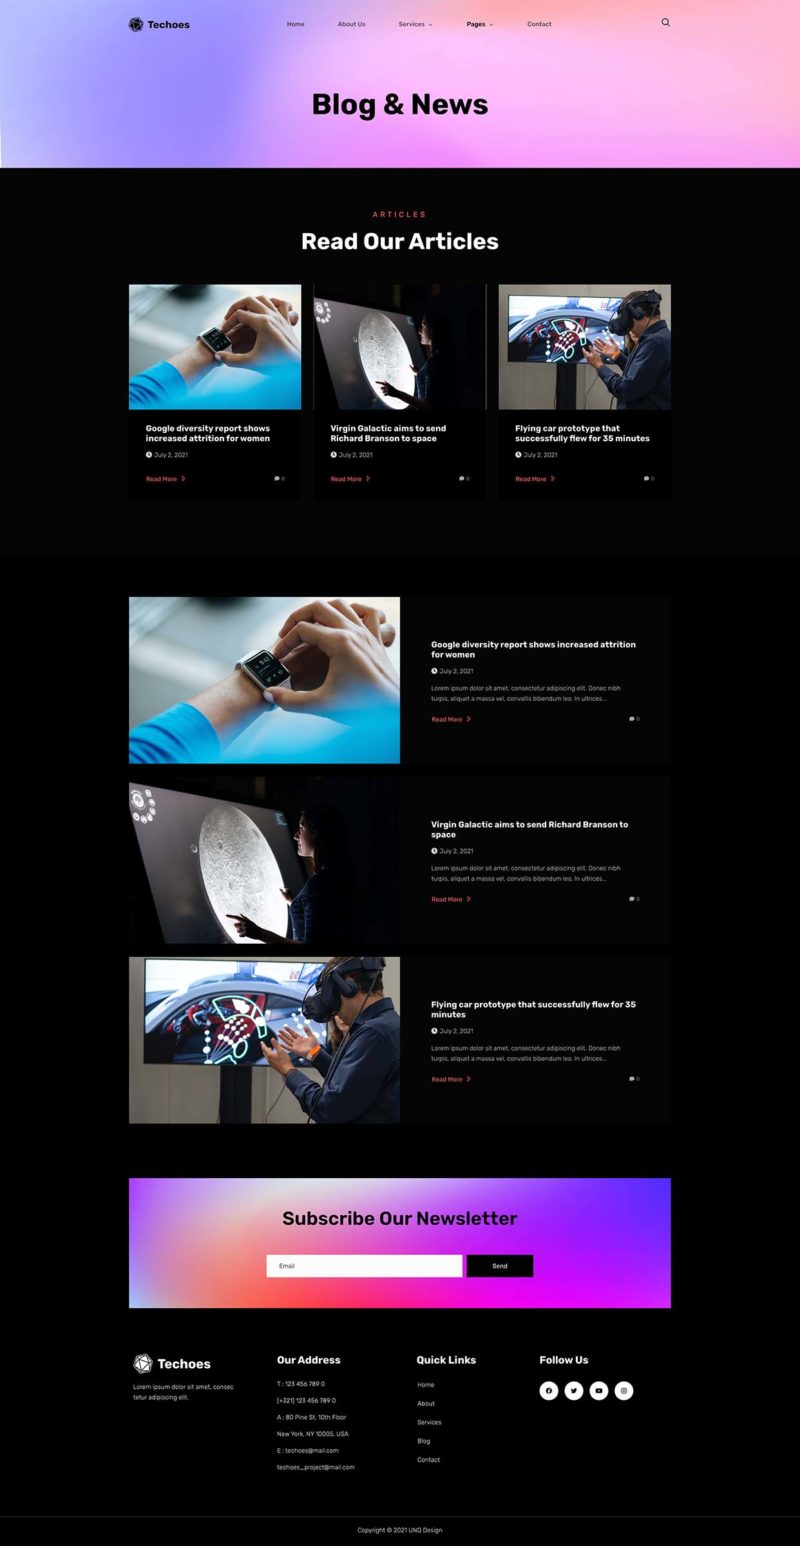 Techoes
Home
About Us
Services
Pages
Contact
Blog & News
ARTICLES
Read Our Articles
Google diversity report shows
increased attrition for women
July 2, 2021
Read More
0
Virgin Galactic aims to send
Richard Branson to space
July 2, 2021
Read More
0
Flying car prototype that
successfully flew for 35 minutes
July 2, 2021
Read More
0
Google diversity report shows increased attrition
for women
July 2, 2021
Lorem ipsum dolor sit amet, consectetur adipiscing elit. Donec nibh
turpis, aliquet a massa vel, convallis bibendum leo. In ultrices...
Read More
0
Virgin Galactic aims to send Richard Branson to
space
July 2, 2021
Lorem ipsum dolor sit amet, consectetur adipiscing elit. Donec nibh
turpis, aliquet a massa vel, convallis bibendum leo. In ultrices...
Read More
0
Flying car prototype that successfully flew for 35
minutes
July 2, 2021
Lorem ipsum dolor sit amet, consectetur adipiscing elit. Donec nibh
turpis, aliquet a massa vel, convallis bibendum leo. In ultrices...
Read More
0
Subscribe Our Newsletter
Email
Send
Techoes
Lorem ipsum dolor sit amet, consec
tetur adipiscing elit.
Our Address
T : 123 456 789 0
(+321) 123 456 789 0
A : 80 Pine St. 10th Floor
New York. NY 10005, USA
E : techoes@mail.com
techoes_project@mail.com
Quick Links
Home
About
Services
Blog
Contact
Follow Us
Copyright © 2021 UNQ Design